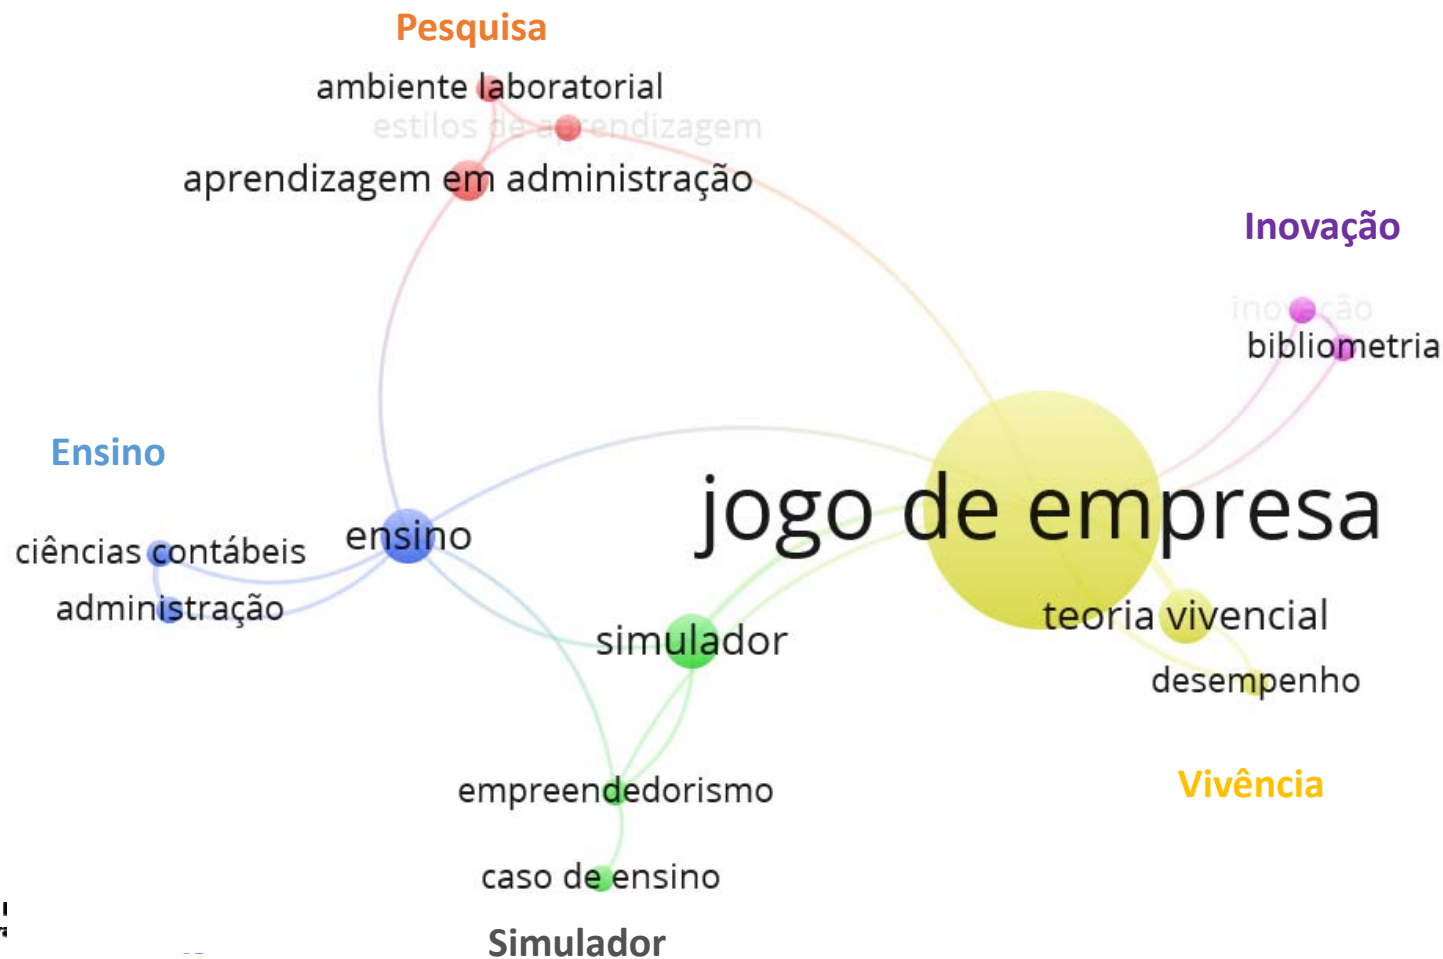 Pesquisa
ambiente laboratorial
estilos de aprendizagem
aprendizagem em administração
Inovação
inovação
bibliometria
Ensino
ensino
ciências contábeis
administração
jogo de empresa
teoria vivencial
desempenho
simulador
Vivência
empreendedorismo
caso de ensino
Simulador